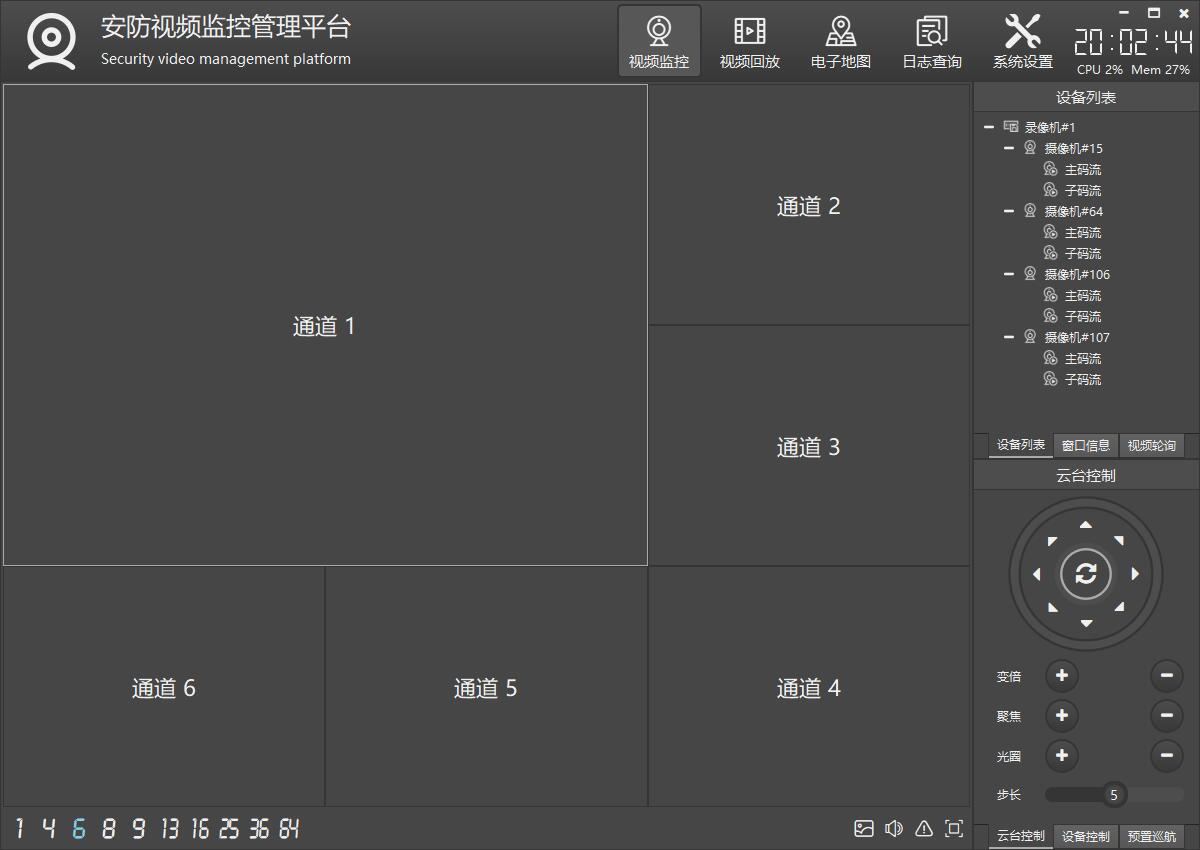 安防视频监控管理平台
Security video management platform
视频监控
视频回放
电子地图
日志查询
系统设置
20:02:44
CPU 2% Mem 27%
通道 1
通道 2
通道 3
通道 6
通道 5
通道 4
1 4 6 8 9 13 16 25 36 64
设备列表
录像机#1
摄像机#15
主码流
子码流
摄像机#64
主码流
子码流
摄像机#106
主码流
子码流
摄像机#107
主码流
子码流
设备列表 窗口信息 视频轮询
云台控制
变倍
聚焦
光圈
步长 5
云台控制 设备控制 预置巡航